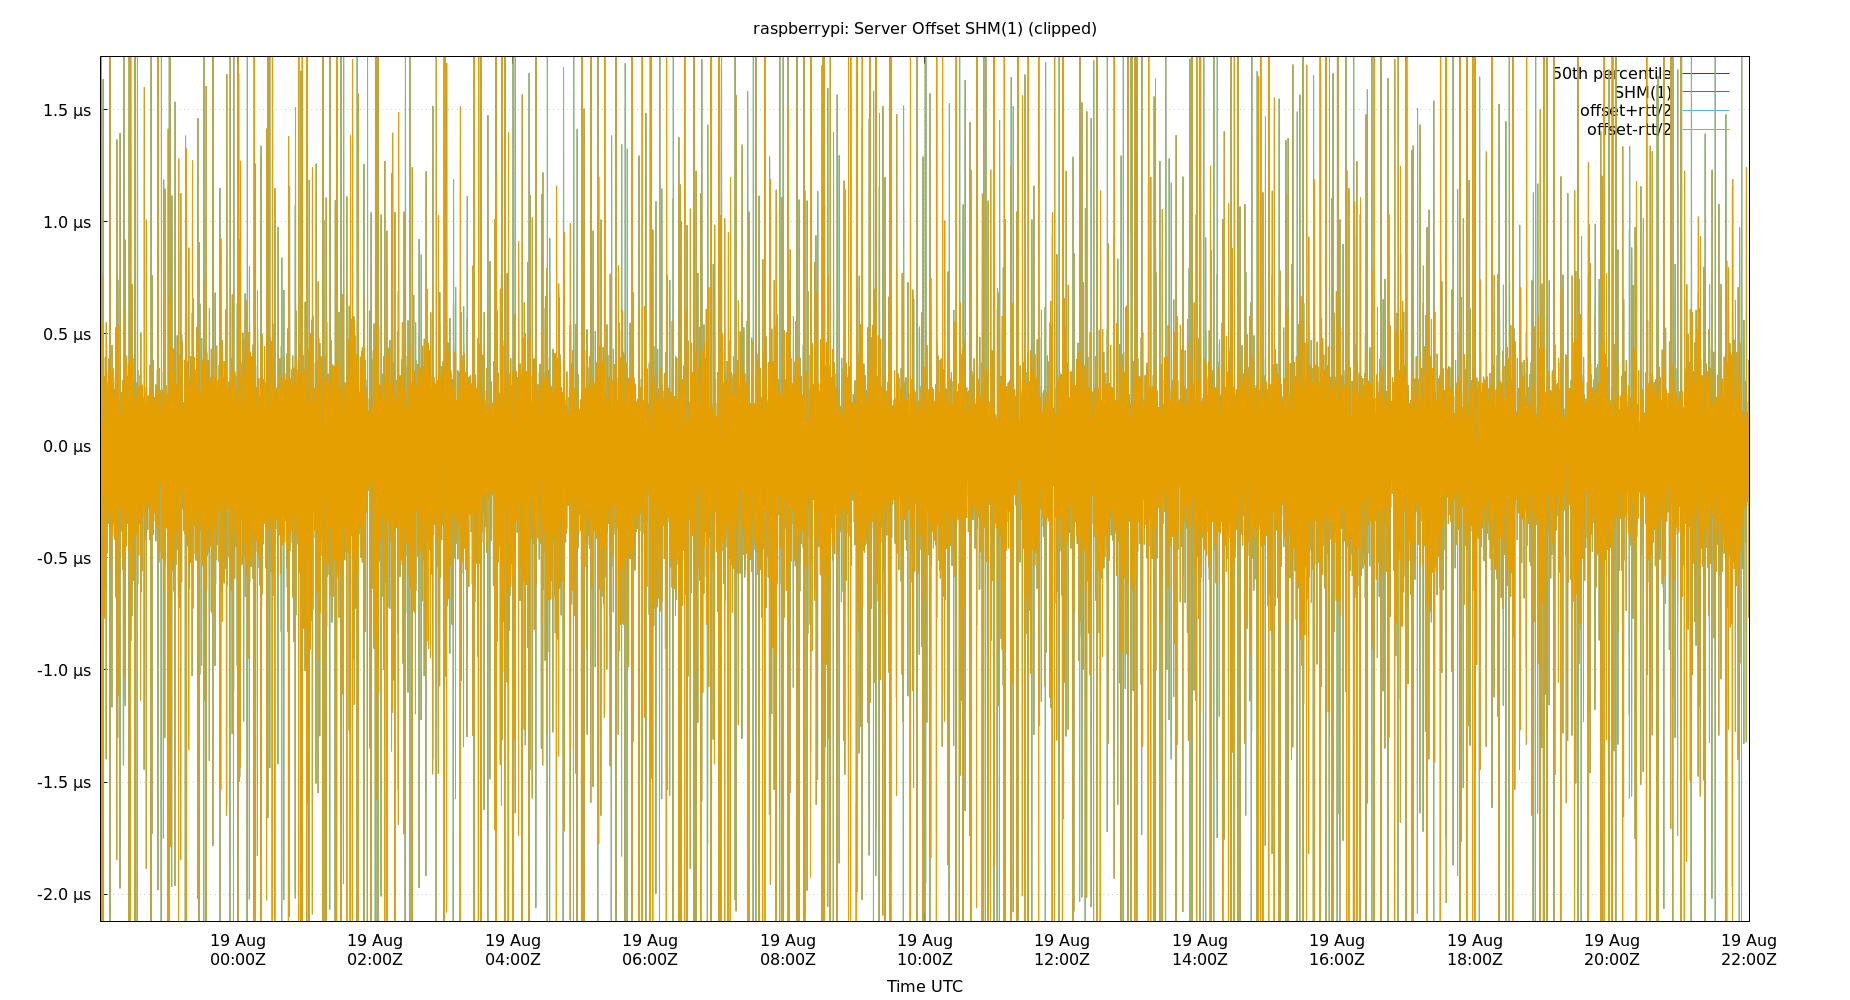 raspberrypi: Server Offset SHM(1) (clipped)
50th percentile
SHM(1)
offset+rtt/2
offset-rtt/2
1.5 µs
1.0 µs
0.5 µs
0.0 µs
-0.5 µs
-1.0 µs
-1.5 µs
-2.0 µs
19 Aug 19 Aug 19 Aug 19 Aug 19 Aug 19 Aug 19 Aug 19 Aug 19 Aug 19 Aug 19 Aug 19 Aug
00:00Z 02:00Z 04:00Z 06:00Z 08:00Z 10:00Z 12:00Z 14:00Z 16:00Z 18:00Z 20:00Z 22:00Z
Time UTC